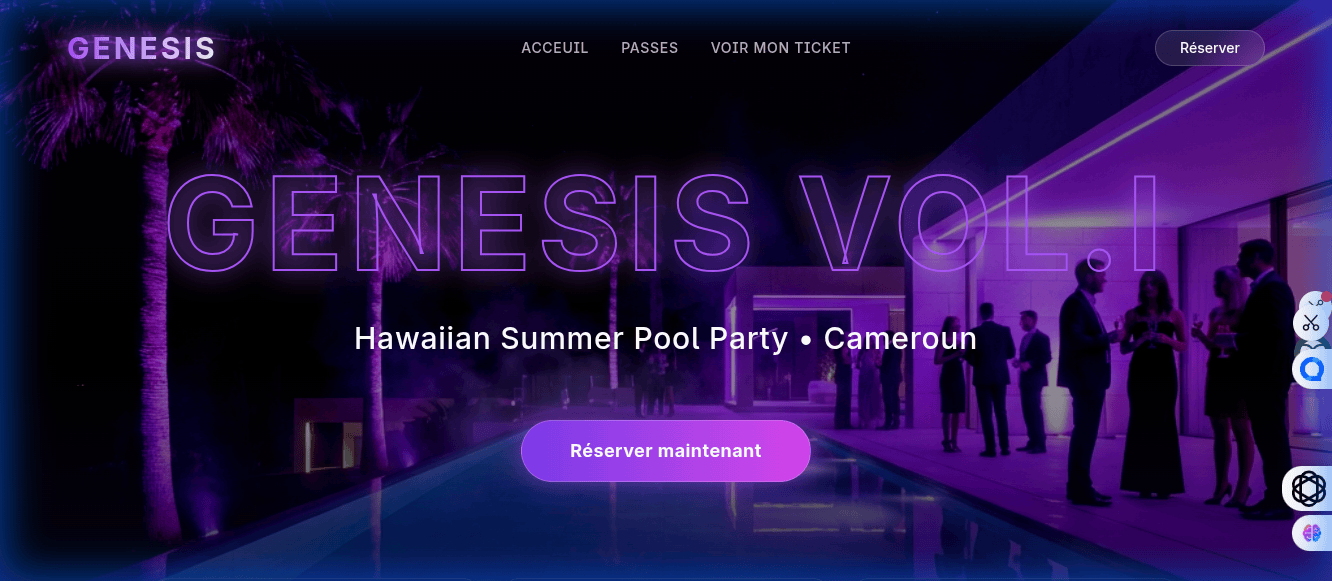 GENESIS
ACCEUIL
PASSES
VOIR MON TICKET
Réserver
GENESIS VOL.I
Hawaiian Summer Pool Party • Cameroun
Réserver maintenant